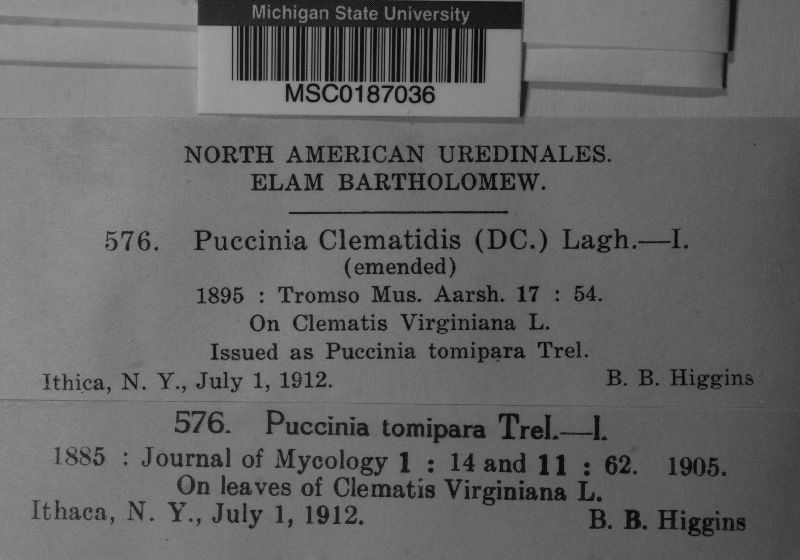 Michigan State University
MSC0187036
NORTH AMERICAN UREDINALES.
ELAM BARTHOLOMEW.
576. Puccinia Clematidis (DC.) Lagh.—I.
(emended)
1895 : Tromso Mus. Aarsh. 17 : 54.
On Clematis Virginiana L.
Issued as Puccinia tomipara Trel.
Ithica, N. Y., July 1, 1912. B. B. Higgins
576. Puccinia tomipara Trel.—I.
1885 : Journal of Mycology 1 : 14 and 11 : 62. 1905.
On leaves of Clematis Virginiana L.
Ithaca, N. Y., July 1, 1912. B. B. Higgins